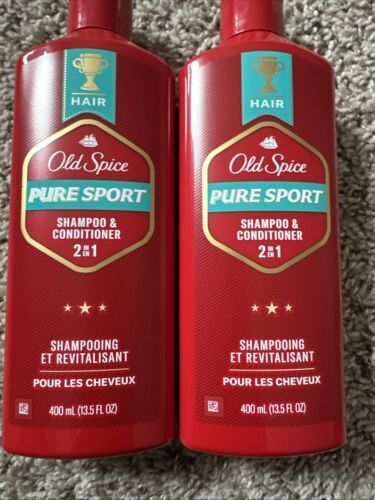 HAIR
Old Spice
PURE SPORT
SHAMPOO &
CONDITIONER
2 IN EN 1
SHAMPOOING
ET REVITALISANT
POUR LES CHEVEUX
400 mL (13.5 FL OZ)
HAIR
Old Spice
PURE SPORT
SHAMPOO &
CONDITIONER
2 IN EN 1
SHAMPOOING
ET REVITALISANT
POUR LES CHEVEUX
400 mL (13.5 FL OZ)